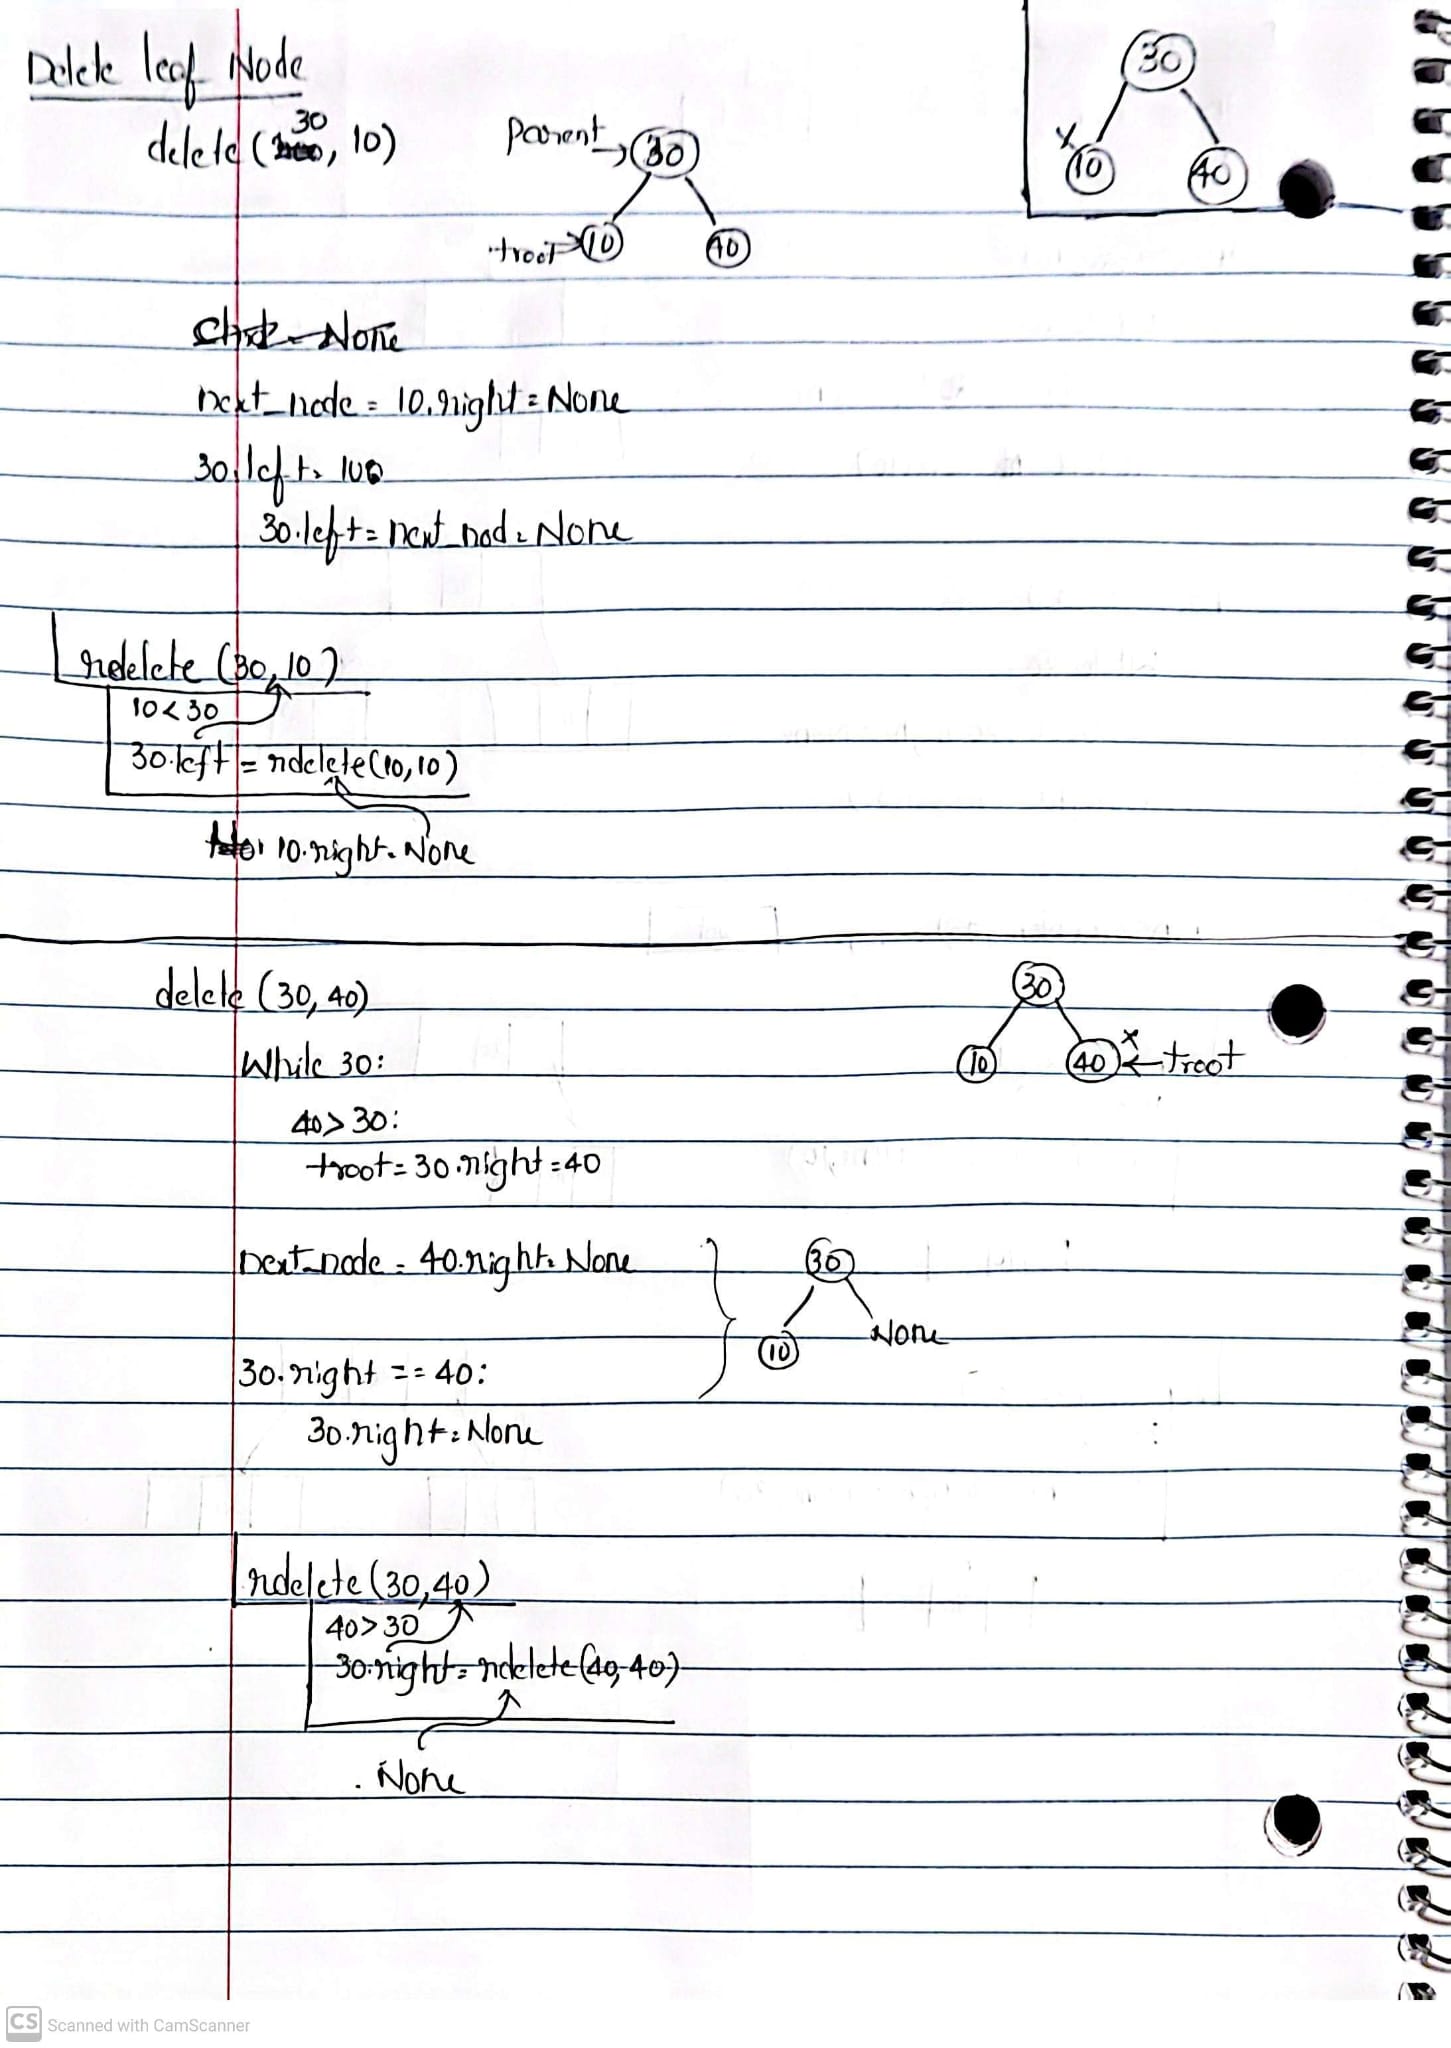 Delete leaf Node
30
delete (, 10)
Parent → 30
troot → 10 40
30
x
10 40
next_node = 10.right = None
30.left = 10
30.left = next_nod = None
rdelete (30, 10)
10 < 30
30.left = rdelete(10, 10)
10.right = None
delete (30, 40)
30
10 40 x ← troot
While 30:
40 > 30:
troot = 30.right = 40
next_node = 40.right = None
30
10 None
30.right == 40:
30.right = None
rdelete (30, 40)
40 > 30
30.right = rdelete (40, 40)
None
CS Scanned with CamScanner